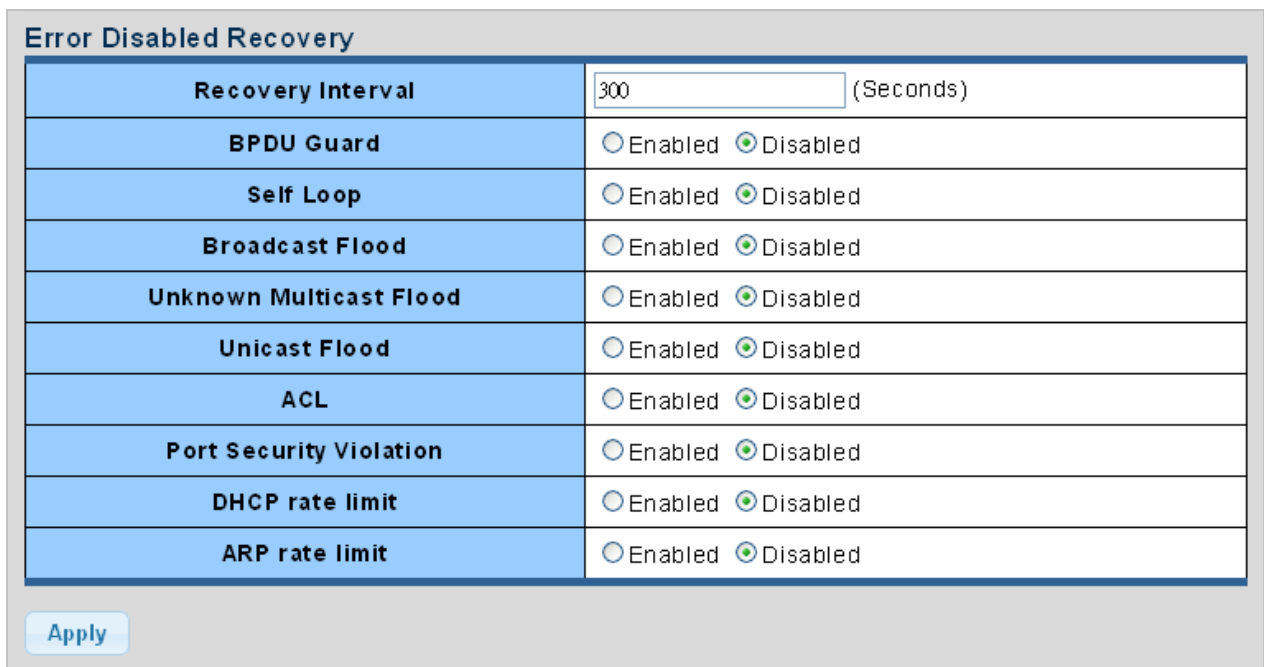 Error Disabled Recovery
Recovery Interval 300 (Seconds)
BPDU Guard Enabled Disabled
Self Loop Enabled Disabled
Broadcast Flood Enabled Disabled
Unknown Multicast Flood Enabled Disabled
Unicast Flood Enabled Disabled
ACL Enabled Disabled
Port Security Violation Enabled Disabled
DHCP rate limit Enabled Disabled
ARP rate limit Enabled Disabled
Apply